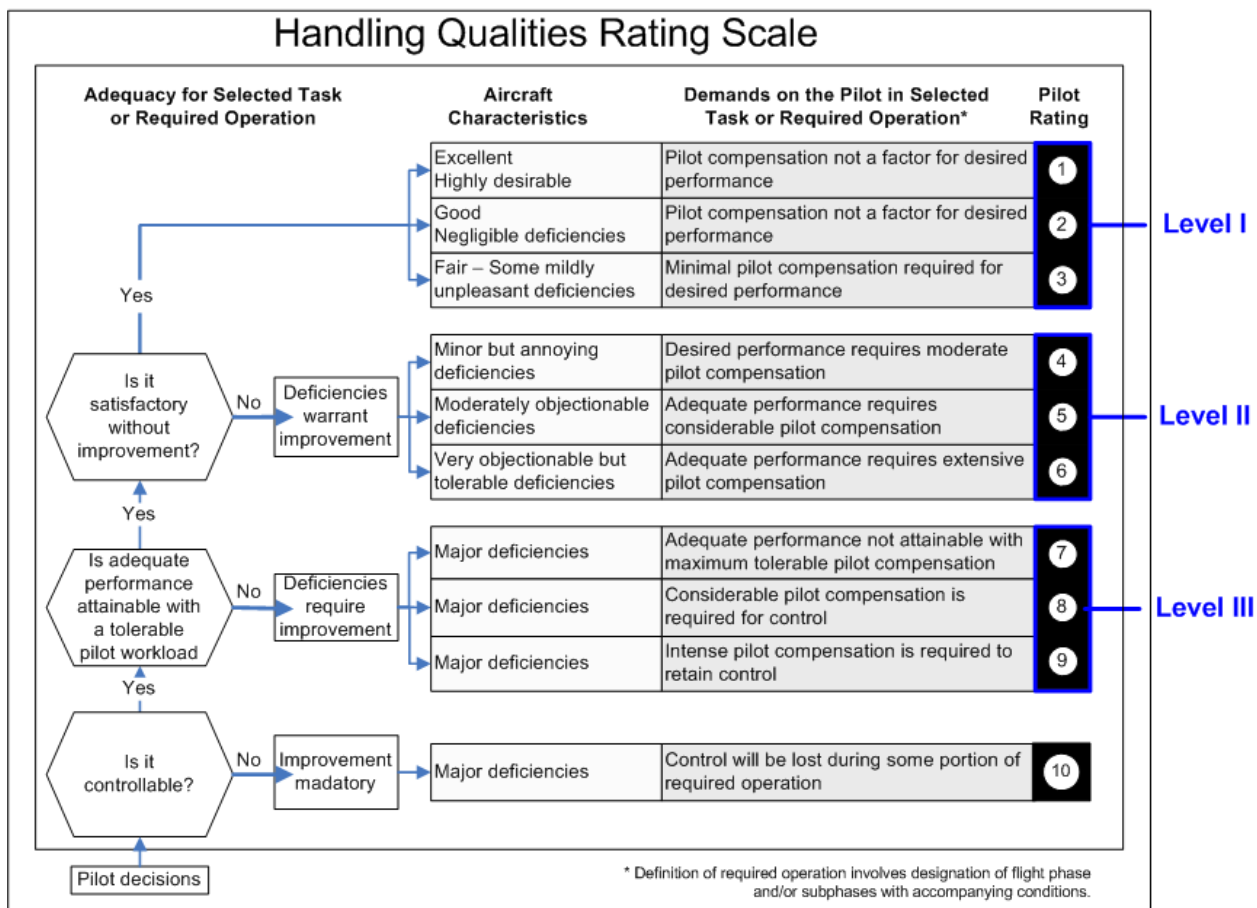 Handling Qualities Rating Scale
Adequacy for Selected Task
or Required Operation
Aircraft
Characteristics
Demands on the Pilot in Selected
Task or Required Operation*
Pilot
Rating
Excellent
Highly desirable
Pilot compensation not a factor for desired
performance
1
Good
Negligible deficiencies
Pilot compensation not a factor for desired
performance
2
Fair – Some mildly
unpleasant deficiencies
Minimal pilot compensation required for
desired performance
3
Level I
Yes
Is it
satisfactory
without
improvement?
No
Deficiencies
warrant
improvement
Minor but annoying
deficiencies
Desired performance requires moderate
pilot compensation
4
Moderately objectionable
deficiencies
Adequate performance requires
considerable pilot compensation
5
Very objectionable but
tolerable deficiencies
Adequate performance requires extensive
pilot compensation
6
Level II
Yes
Is adequate
performance
attainable with
a tolerable
pilot workload
No
Deficiencies
require
improvement
Major deficiencies
Adequate performance not attainable with
maximum tolerable pilot compensation
7
Major deficiencies
Considerable pilot compensation is
required for control
8
Major deficiencies
Intense pilot compensation is required to
retain control
9
Level III
Yes
Is it
controllable?
No
Improvement
madatory
Major deficiencies
Control will be lost during some portion of
required operation
10
Pilot decisions
* Definition of required operation involves designation of flight phase
and/or subphases with accompanying conditions.